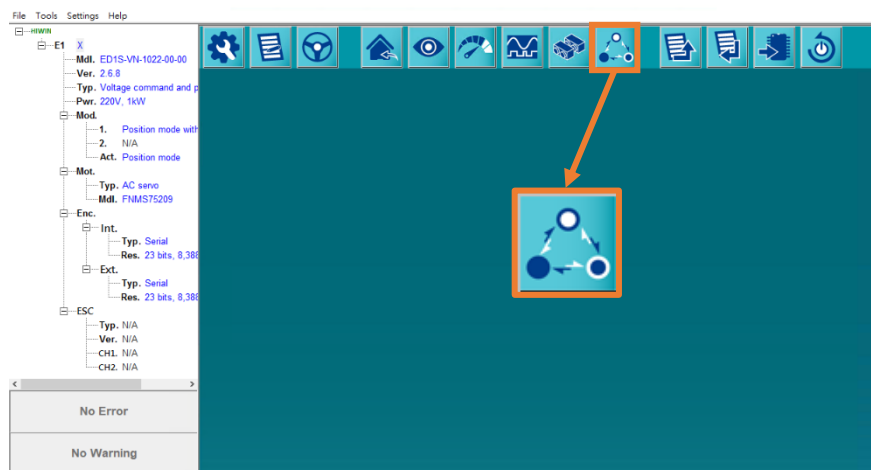 File Tools Settings Help
HIWIN
E1 X
Mdl. ED1S-VN-1022-00-00
Ver. 2.6.8
Typ. Voltage command and p
Pwr. 220V, 1kW
Mod.
1. Position mode with
2. N/A
Act. Position mode
Mot.
Typ. AC servo
Mdl. FNMS75209
Enc.
Int.
Typ. Serial
Res. 23 bits, 8,388
Ext.
Typ. Serial
Res. 23 bits, 8,388
ESC
Typ. N/A
Ver. N/A
CH1. N/A
CH2. N/A
No Error
No Warning